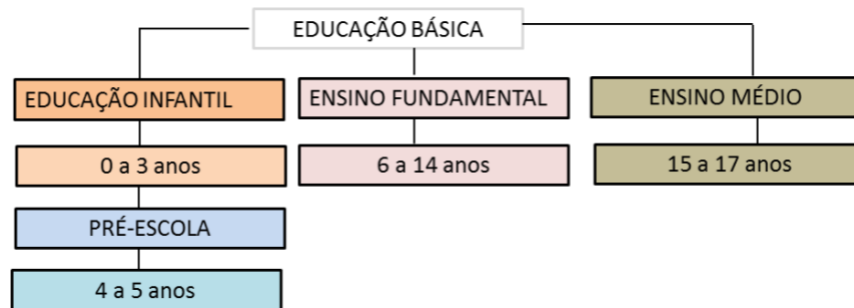 EDUCAÇÃO BÁSICA
EDUCAÇÃO INFANTIL
ENSINO FUNDAMENTAL
ENSINO MÉDIO
0 a 3 anos
6 a 14 anos
15 a 17 anos
PRÉ-ESCOLA
4 a 5 anos